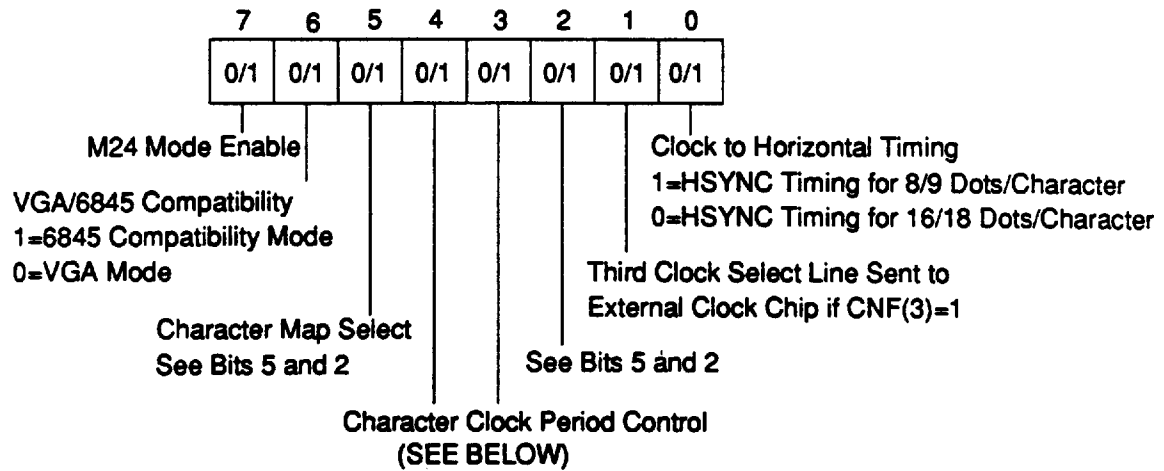 7 6 5 4 3 2 1 0
0/1 0/1 0/1 0/1 0/1 0/1 0/1 0/1
M24 Mode Enable
VGA/6845 Compatibility
1=6845 Compatibility Mode
0=VGA Mode
Character Map Select
See Bits 5 and 2
Character Clock Period Control
(SEE BELOW)
See Bits 5 and 2
Third Clock Select Line Sent to
External Clock Chip if CNF(3)=1
Clock to Horizontal Timing
1=HSYNC Timing for 8/9 Dots/Character
0=HSYNC Timing for 16/18 Dots/Character